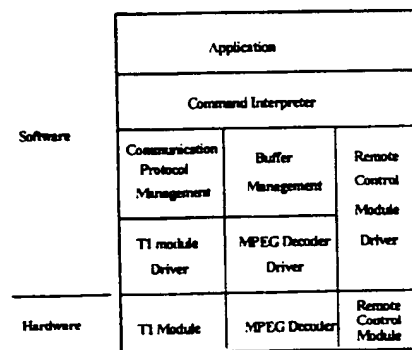 Application
Command Interpreter
Software
Communication
Protocol
Management
Buffer
Management
Remote
Control
Module
Driver
T1 module
Driver
MPEG Decoder
Driver
Hardware
T1 Module
MPEG Decoder
Remote
Control
Module